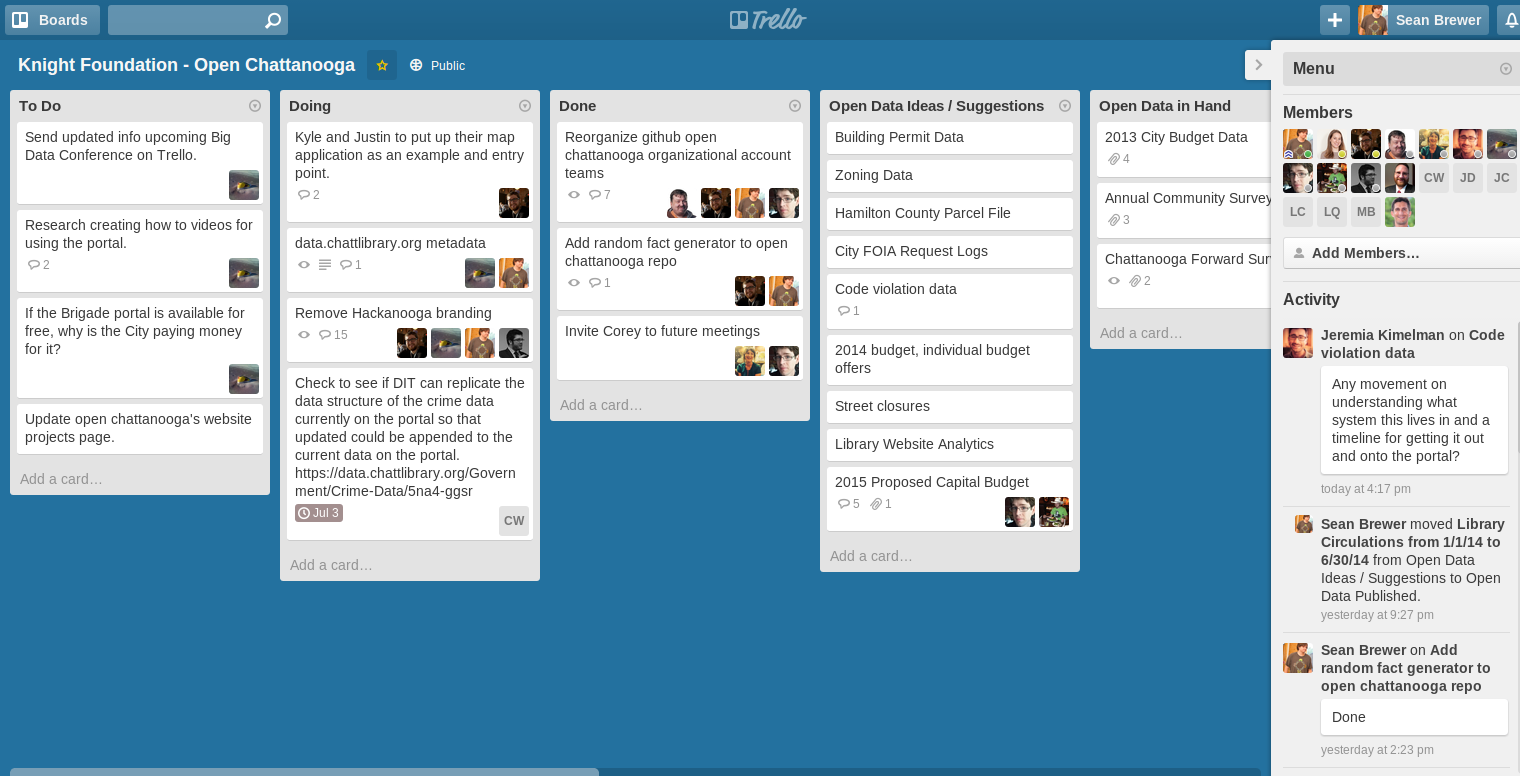 Boards
Trello
Sean Brewer
Knight Foundation - Open Chattanooga
Public
To Do
Send updated info upcoming Big
Data Conference on Trello.
Research creating how to videos for
using the portal.
2
If the Brigade portal is available for
free, why is the City paying money
for it?
Update open chattanooga's website
projects page.
Add a card…
Doing
Kyle and Justin to put up their map
application as an example and entry
point.
2
data.chattlibrary.org metadata
1
Remove Hackanooga branding
15
Check to see if DIT can replicate the
data structure of the crime data
currently on the portal so that
updated could be appended to the
current data on the portal.
https://data.chattlibrary.org/Govern
ment/Crime-Data/5na4-ggsr
Jul 3
CW
Add a card…
Done
Reorganize github open
chattanooga organizational account
teams
7
Add random fact generator to open
chattanooga repo
1
Invite Corey to future meetings
Add a card…
Open Data Ideas / Suggestions
Building Permit Data
Zoning Data
Hamilton County Parcel File
City FOIA Request Logs
Code violation data
1
2014 budget, individual budget
offers
Street closures
Library Website Analytics
2015 Proposed Capital Budget
5 1
Add a card…
Open Data in Hand
2013 City Budget Data
4
Annual Community Survey
3
Chattanooga Forward Sur
2
Add a card…
Menu
Members
CW JD JC
LC LQ MB
Add Members…
Activity
Jeremia Kimelman on Code
violation data
Any movement on
understanding what
system this lives in and a
timeline for getting it out
and onto the portal?
today at 4:17 pm
Sean Brewer moved Library
Circulations from 1/1/14 to
6/30/14 from Open Data
Ideas / Suggestions to Open
Data Published.
yesterday at 9:27 pm
Sean Brewer on Add
random fact generator to
open chattanooga repo
Done
yesterday at 2:23 pm